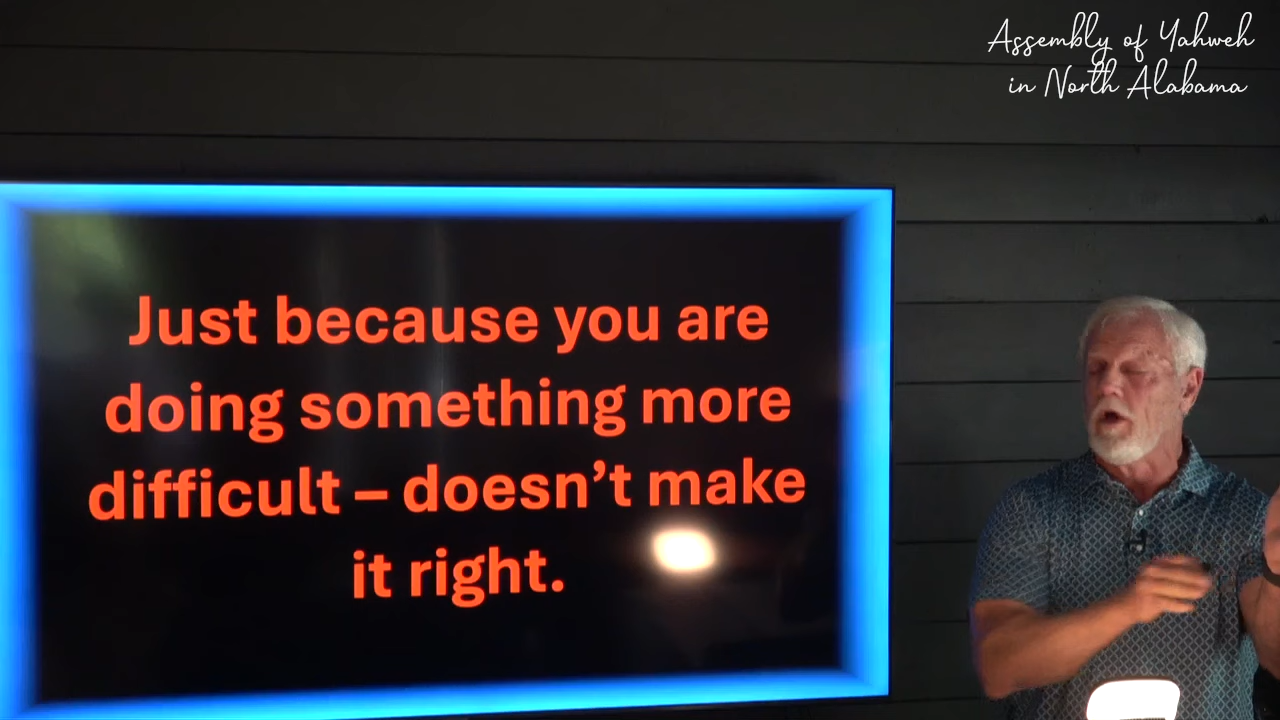 Assembly of Yahweh
in North Alabama
Just because you are
doing something more
difficult – doesn't make
it right.